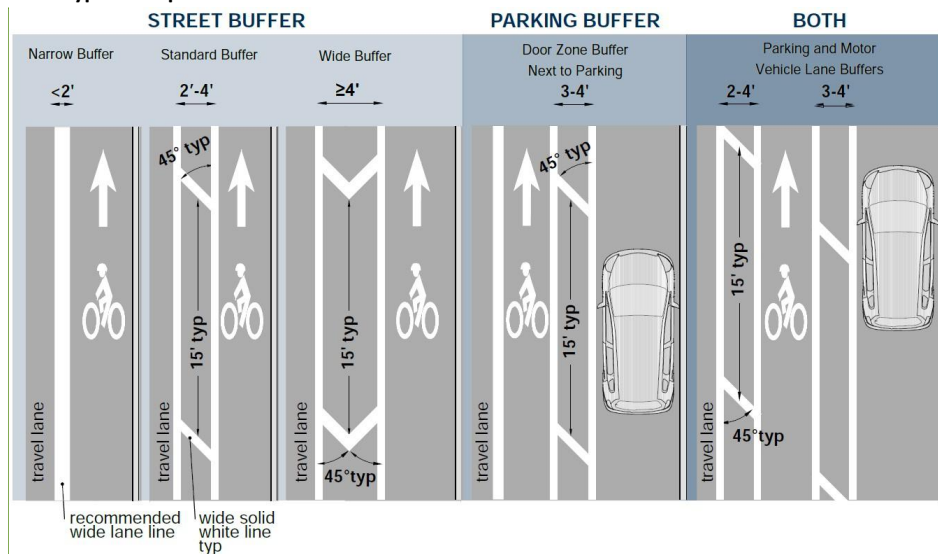 STREET BUFFER
PARKING BUFFER
BOTH
Narrow Buffer
<2'
Standard Buffer
2'-4'
Wide Buffer
≥4'
Door Zone Buffer
Next to Parking
3-4'
Parking and Motor
Vehicle Lane Buffers
2-4'
3-4'
travel lane
45° typ
15' typ
travel lane
15' typ
45°typ
travel lane
45° typ
15' typ
travel lane
15' typ
45°typ
travel lane
recommended
wide lane line
wide solid
white line
typ